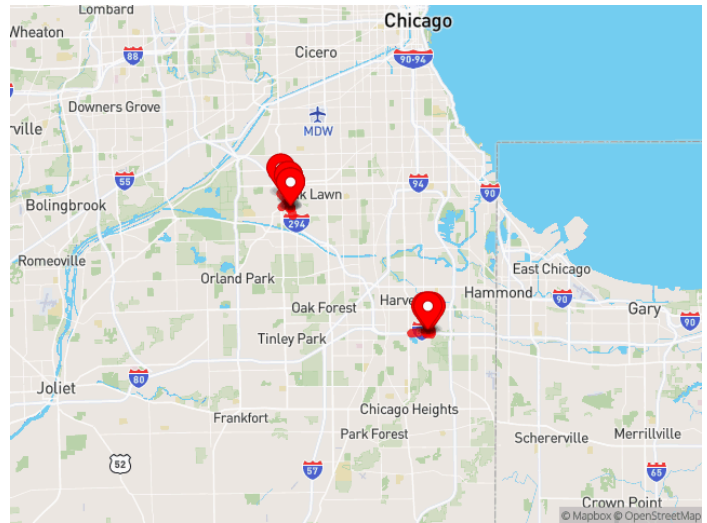 Lombard
Chicago
Wheaton
88
Cicero
90-94
Downers Grove
MDW
erville
55
94
90
Bolingbrook
k Lawn
294
Romeoville
East Chicago
Orland Park
Hammond
Oak Forest
Harve
90
Gary
90
Tinley Park
80
Joliet
Chicago Heights
Frankfort
Park Forest
Schererville
Merrillville
52
57
65
Crown Point
© Mapbox © OpenStreetMap